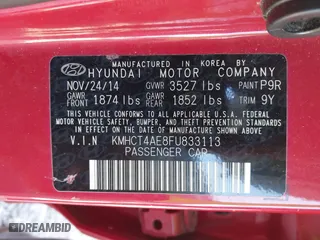 MANUFACTURED IN KOREA BY
HYUNDAI MOTOR COMPANY
NOV/24/14 GVWR 3527 lbs PAINT P9R
GAWR FRONT 1874 lbs GAWR REAR 1852 lbs TRIM 9Y
THIS VEHICLE CONFORMS TO ALL APPLICABLE U.S.
FEDERAL MOTOR VEHICLE SAFETY, BUMPER, AND THEFT
PREVENTION STANDARDS IN EFFECT ON THE DATE OF
MANUFACTURE SHOWN ABOVE.
V.I.N KMHCT4AE8FU833113
PASSENGER CAR
© DREAMBID
DREAMBID.COM